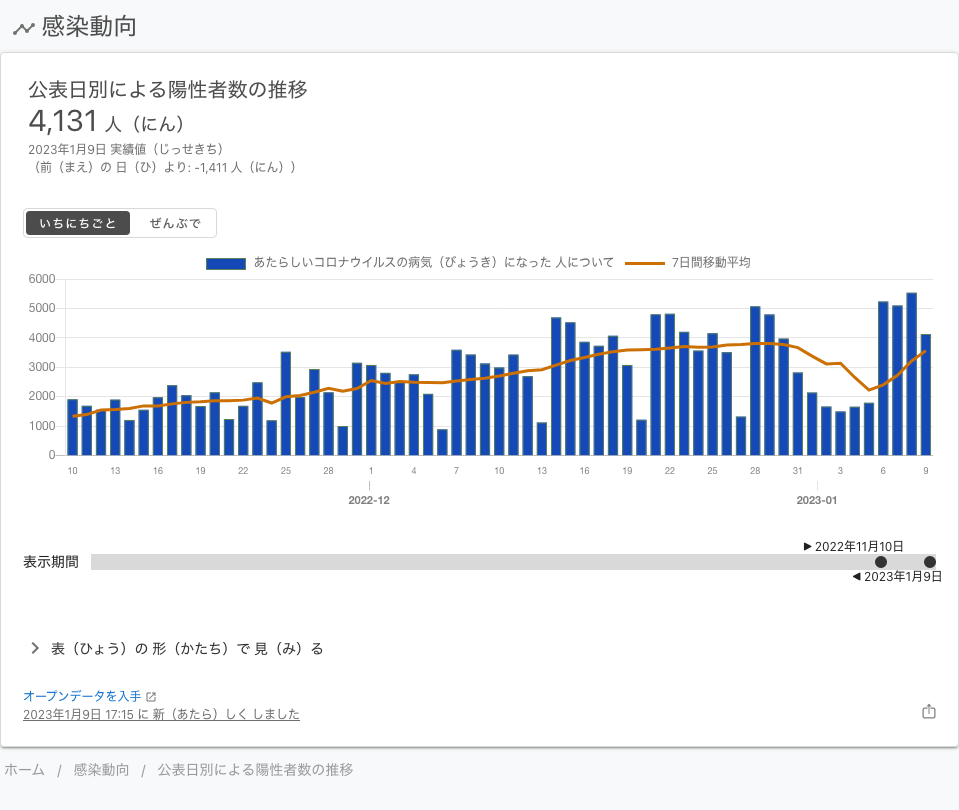 感染動向
公表日別による陽性者数の推移
4,131 人（にん）
2023年1月9日 実績値（じっせきち）
（前（まえ）の 日（ひ）より: -1,411 人（にん））
いちにちごと ぜんぶで
あたらしいコロナウイルスの病気（びょうき）になった 人について 7日間移動平均
6000
5000
4000
3000
2000
1000
0
10 13 16 19 22 25 28 1 4 7 10 13 16 19 22 25 28 31 3 6 9
2022-12 2023-01
▶ 2022年11月10日
表示期間
◀ 2023年1月9日
表（ひょう）の 形（かたち）で 見（み）る
オープンデータを入手
2023年1月9日 17:15 に 新（あたら）しく しました
ホーム / 感染動向 / 公表日別による陽性者数の推移